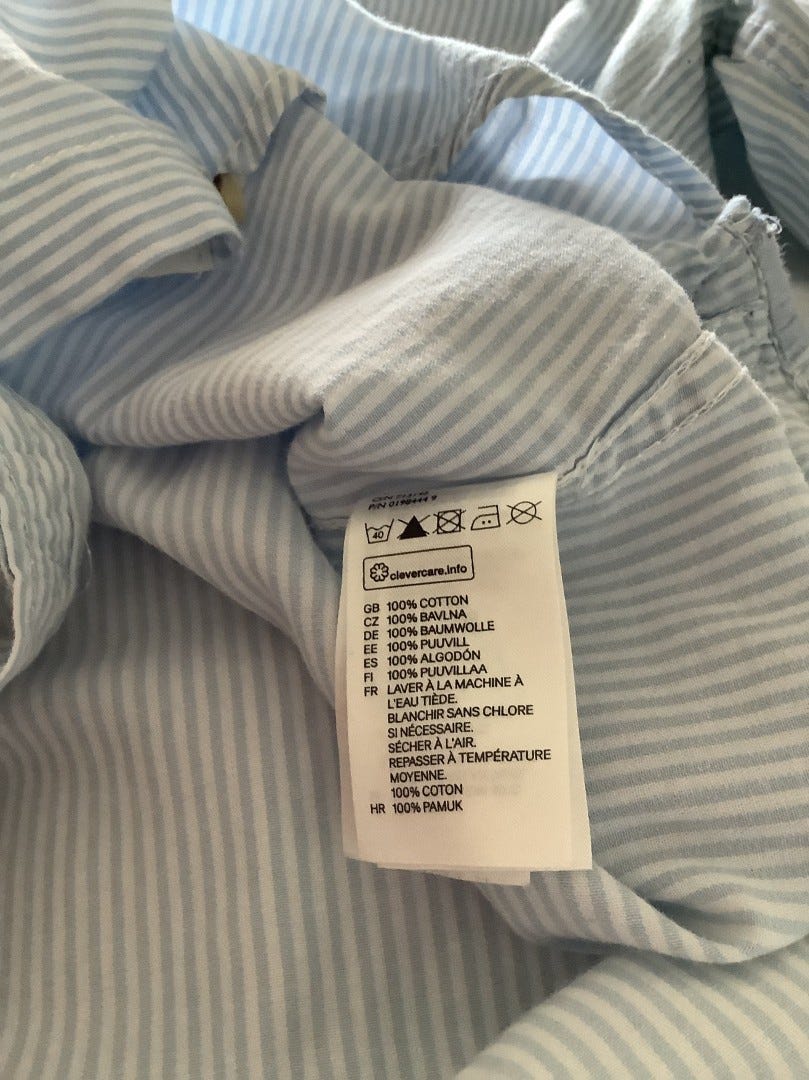 P/N 0198444 9
40
clevercare.info
GB 100% COTTON
CZ 100% BAVLNA
DE 100% BAUMWOLLE
EE 100% PUUVILL
ES 100% ALGODÓN
FI 100% PUUVILLAA
FR LAVER À LA MACHINE À
L'EAU TIÈDE.
BLANCHIR SANS CHLORE
SI NÉCESSAIRE.
SÉCHER À L'AIR.
REPASSER À TEMPÉRATURE
MOYENNE.
100% COTON
HR 100% PAMUK